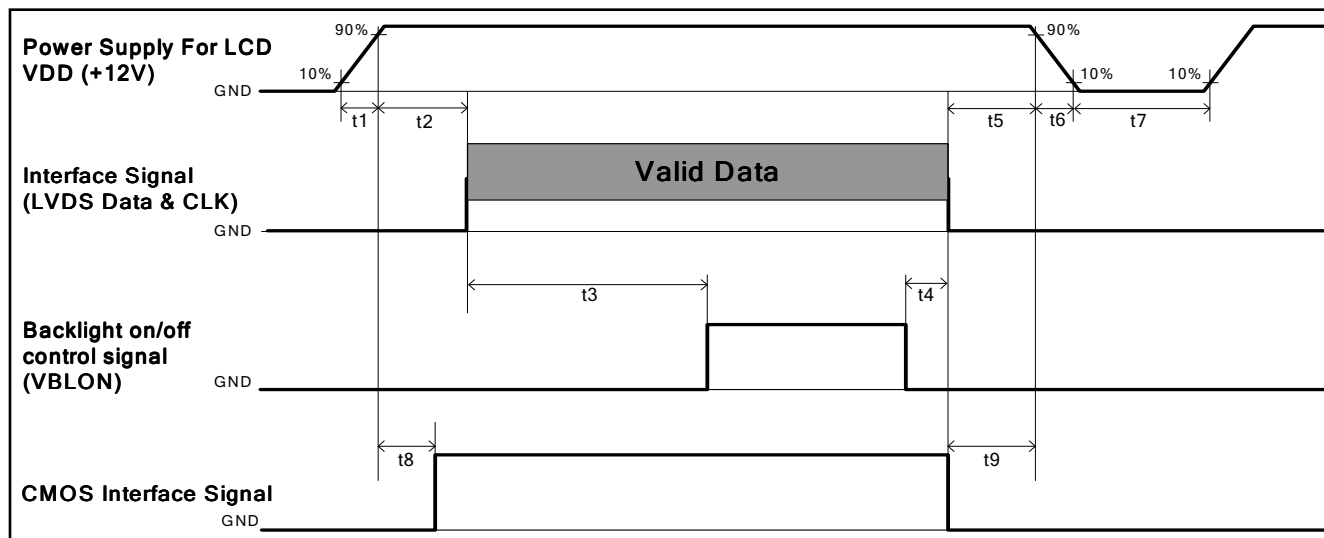 Power Supply For LCD
VDD (+12V)
90%
10%
GND
90%
10%
10%
t1
t2
t5
t6
t7
Interface Signal
(LVDS Data & CLK)
Valid Data
GND
t3
t4
Backlight on/off
control signal
(VBLON)
GND
t8
t9
CMOS Interface Signal
GND